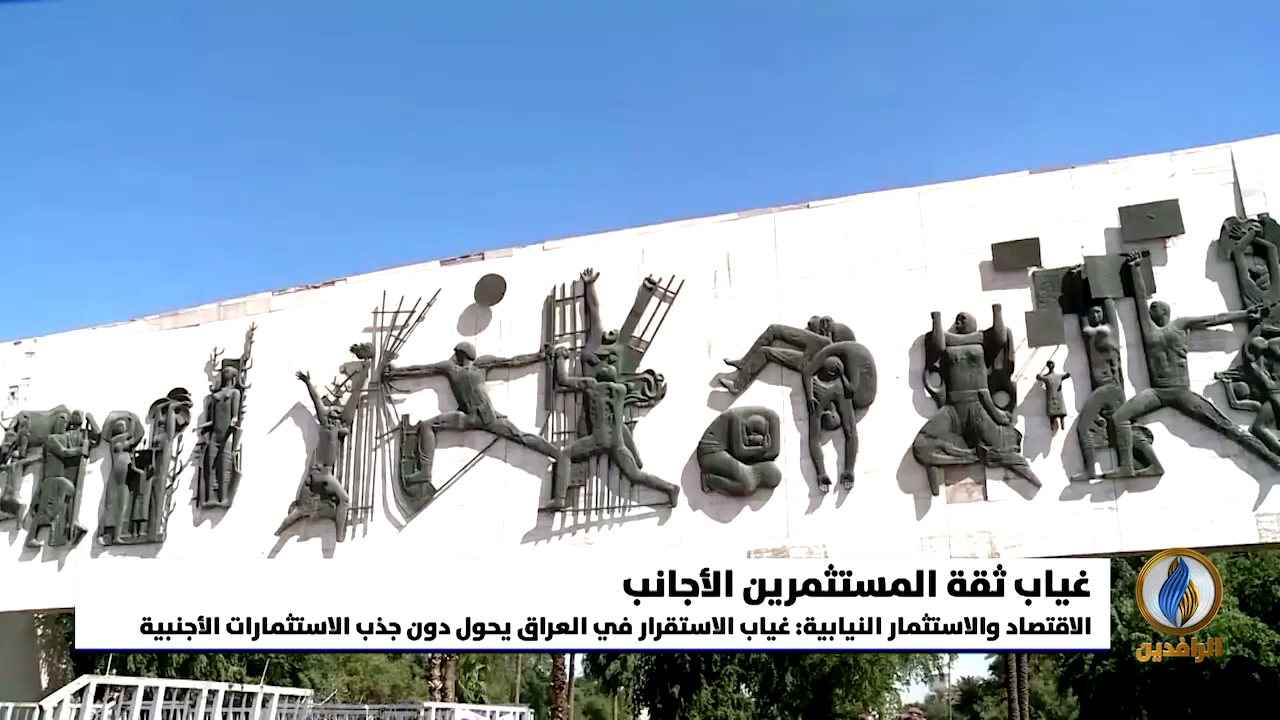 غياب ثقة المستثمرين الأجانب
الاقتصاد والاستثمار النيابية: غياب الاستقرار في العراق يحول دون جذب الاستثمارات الأجنبية
الرافدين